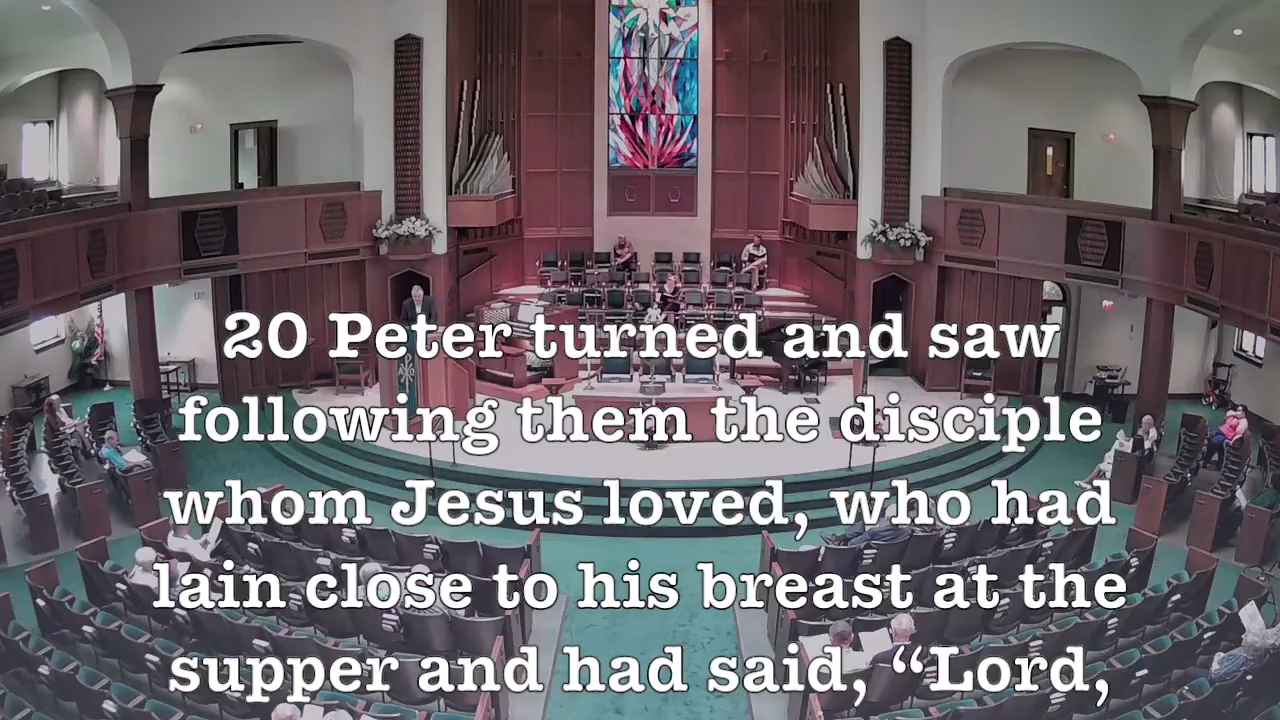 20 Peter turned and saw
following them the disciple
whom Jesus loved, who had
lain close to his breast at the
supper and had said, “Lord,